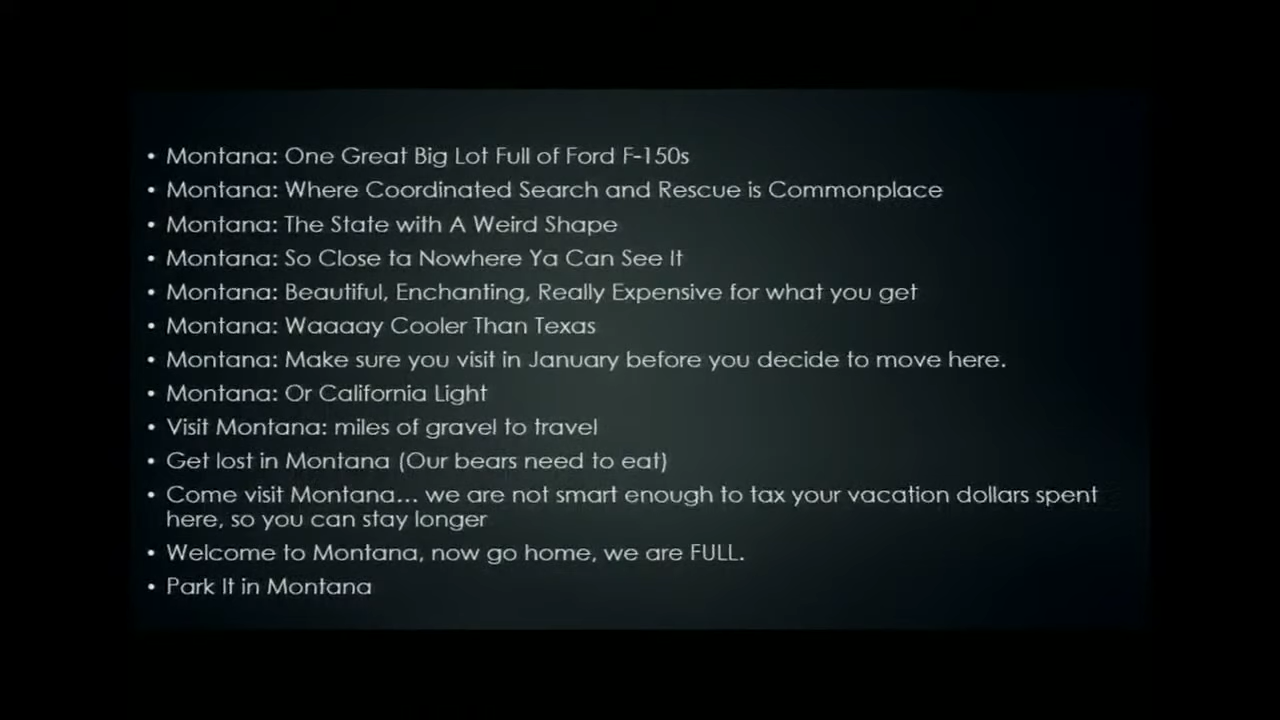 • Montana: One Great Big Lot Full of Ford F-150s
• Montana: Where Coordinated Search and Rescue is Commonplace
• Montana: The State with A Weird Shape
• Montana: So Close ta Nowhere Ya Can See It
• Montana: Beautiful, Enchanting, Really Expensive for what you get
• Montana: Waaaay Cooler Than Texas
• Montana: Make sure you visit in January before you decide to move here.
• Montana: Or California Light
• Visit Montana: miles of gravel to travel
• Get lost in Montana (Our bears need to eat)
• Come visit Montana... we are not smart enough to tax your vacation dollars spent
here, so you can stay longer
• Welcome to Montana, now go home, we are FULL.
• Park It in Montana